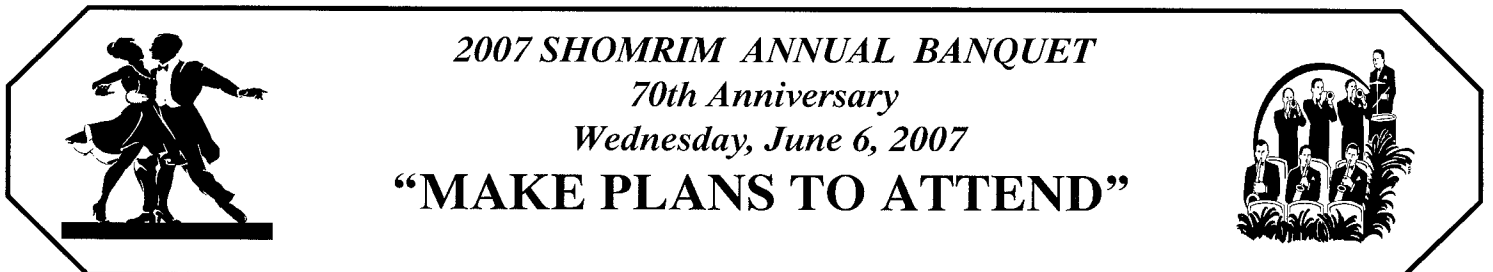 2007 SHOMRIM ANNUAL BANQUET
70th Anniversary
Wednesday, June 6, 2007
“MAKE PLANS TO ATTEND”